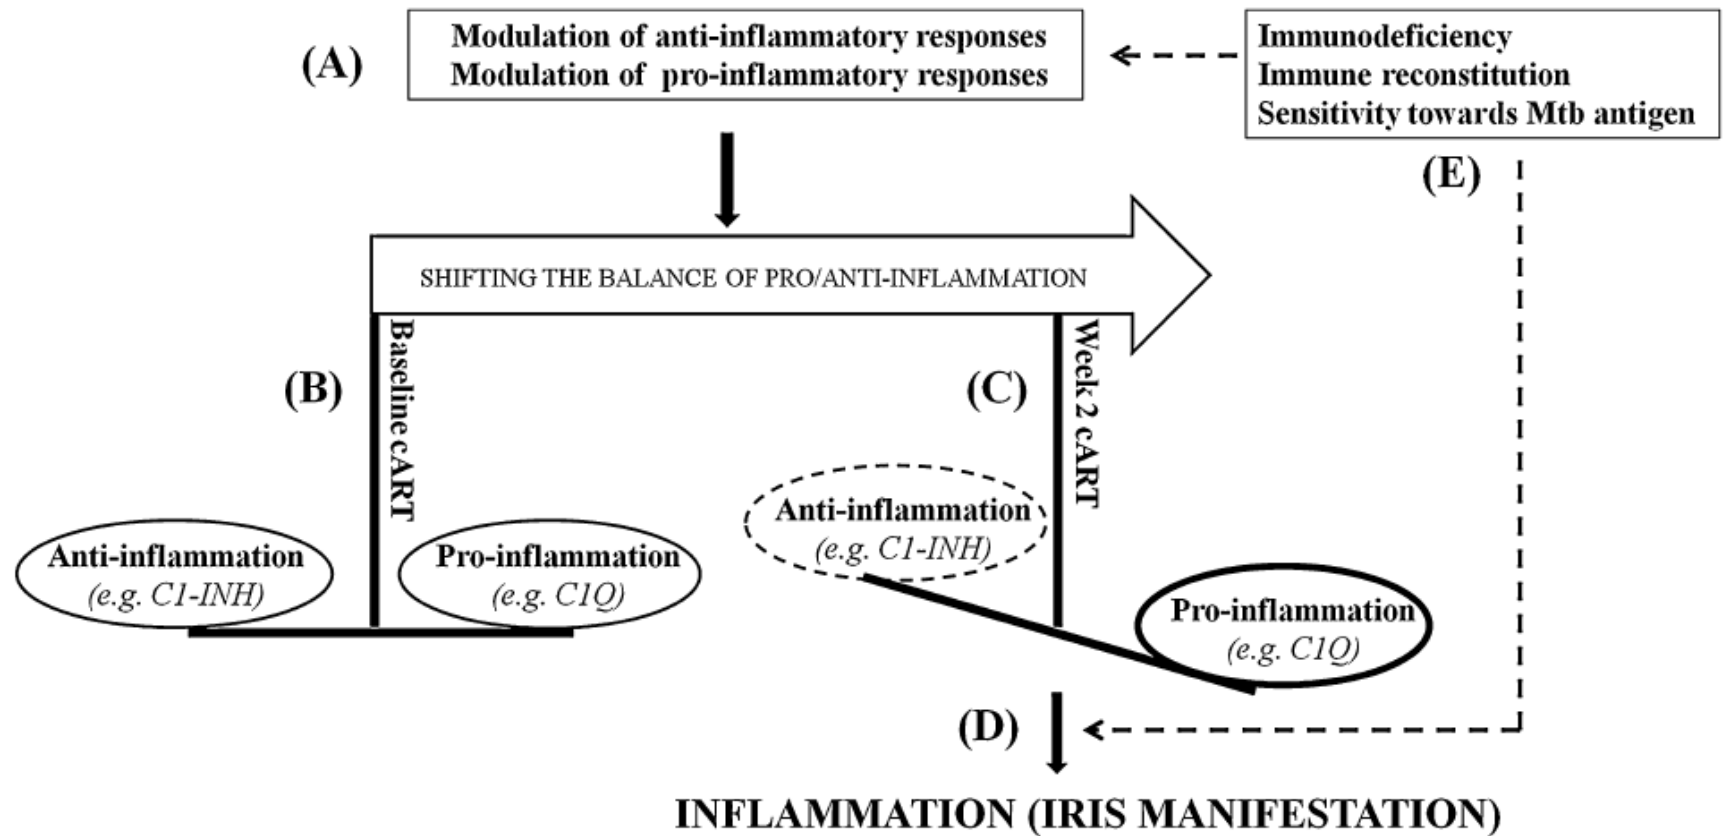 (A)
Modulation of anti-inflammatory responses
Modulation of pro-inflammatory responses
Immunodeficiency
Immune reconstitution
Sensitivity towards Mtb antigen
(E)
SHIFTING THE BALANCE OF PRO/ANTI-INFLAMMATION
(B)
Baseline cART
(C)
Week 2 cART
Anti-inflammation
(e.g. C1-INH)
Pro-inflammation
(e.g. C1Q)
Anti-inflammation
(e.g. C1-INH)
Pro-inflammation
(e.g. C1Q)
(D)
INFLAMMATION (IRIS MANIFESTATION)